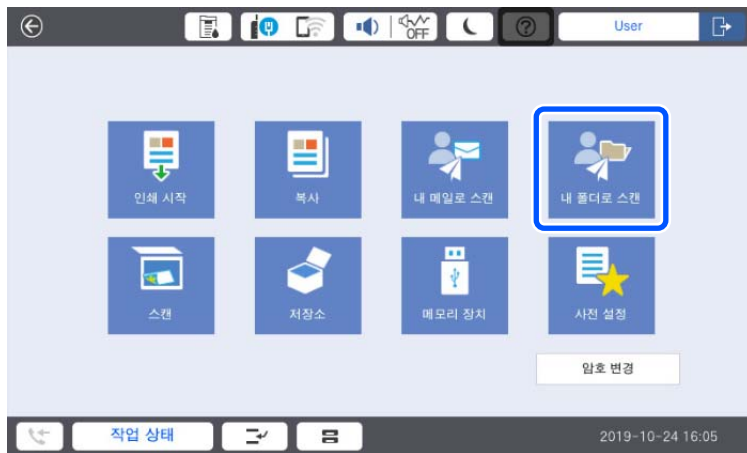 OFF
User
인쇄 시작
복사
내 메일로 스캔
내 폴더로 스캔
스캔
저장소
메모리 장치
사전 설정
암호 변경
작업 상태
2019-10-24 16:05